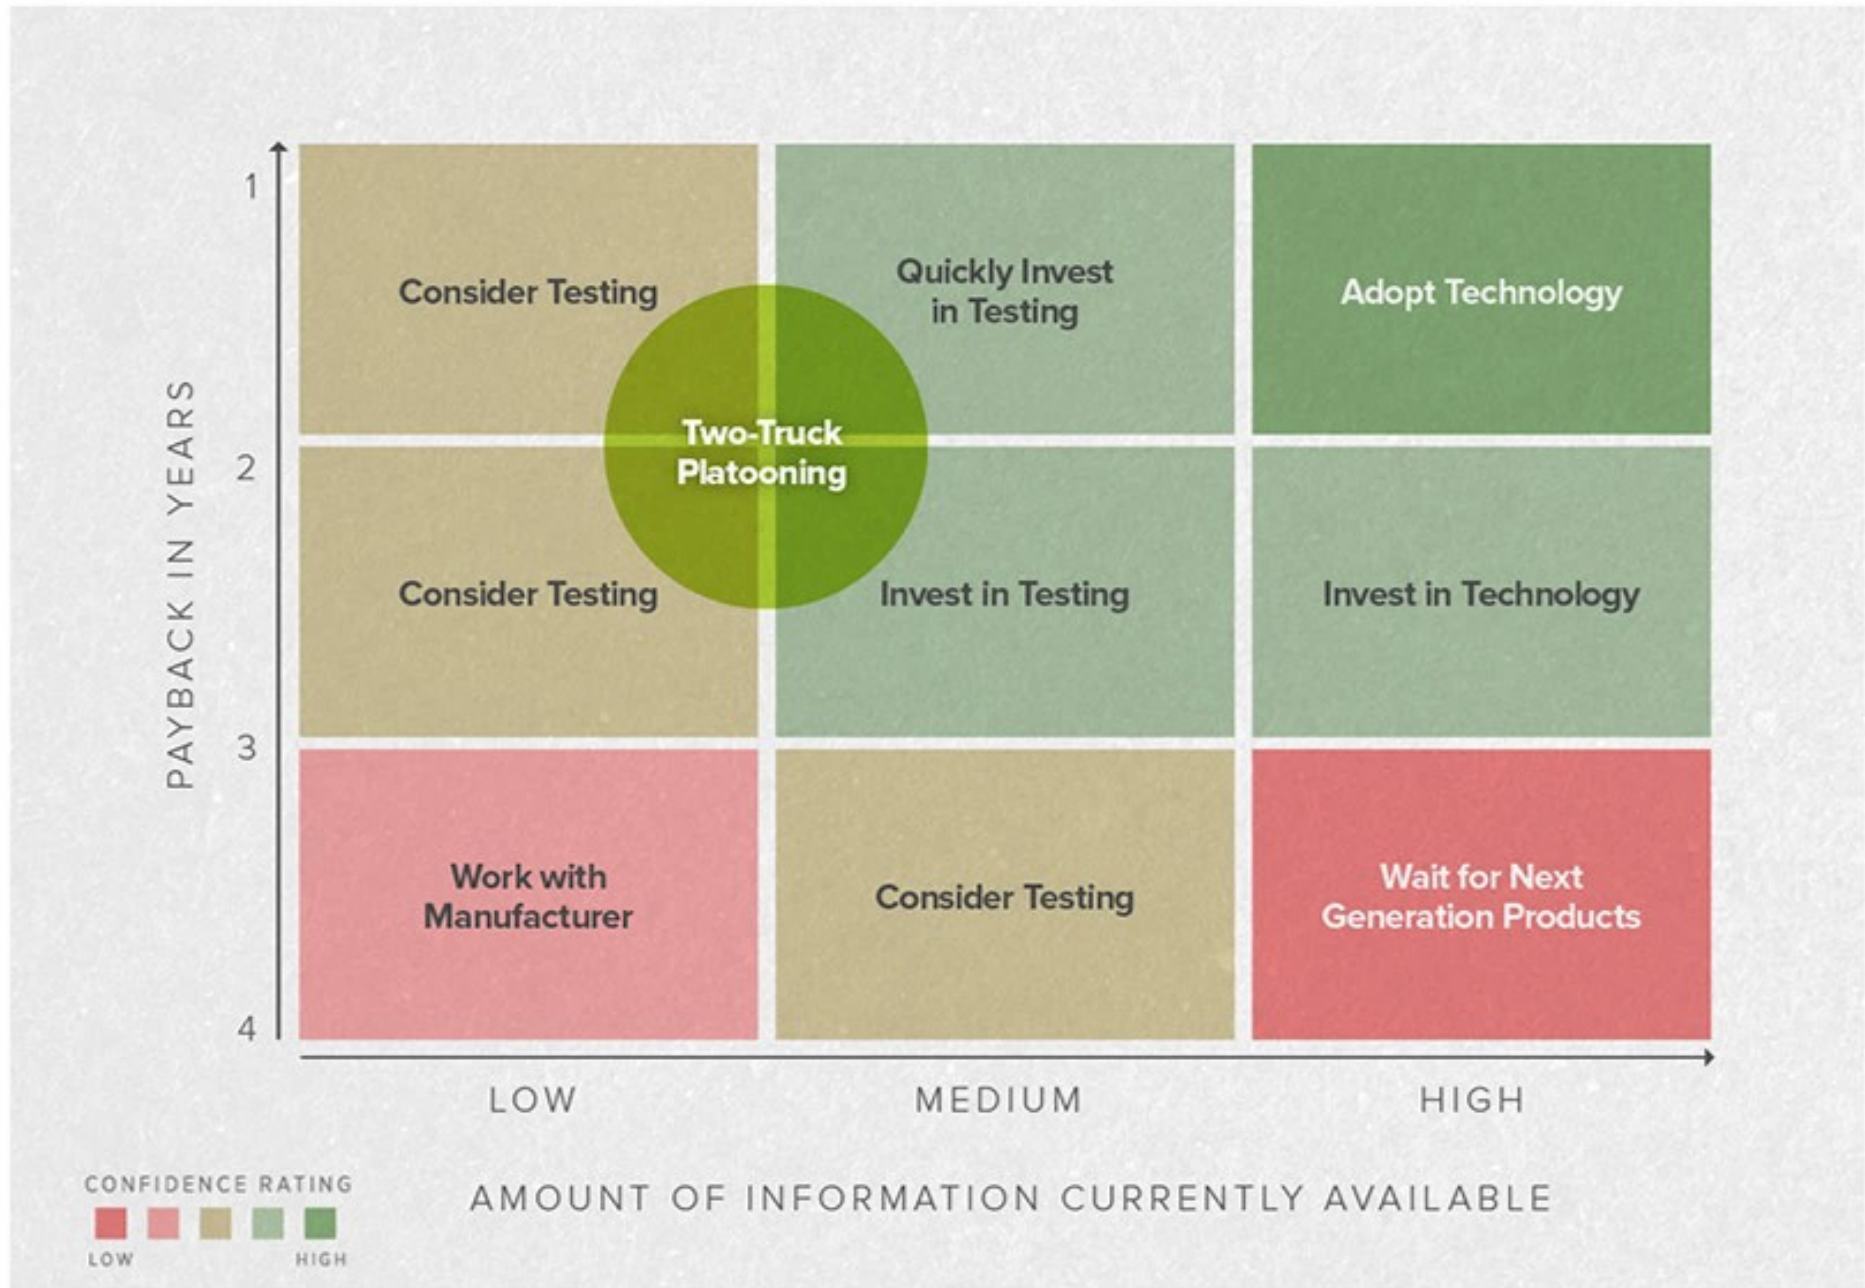 PAYBACK IN YEARS
1
2
3
4
Consider Testing
Quickly Invest
in Testing
Adopt Technology
Two-Truck
Platooning
Consider Testing
Invest in Testing
Invest in Technology
Work with
Manufacturer
Consider Testing
Wait for Next
Generation Products
LOW
MEDIUM
HIGH
AMOUNT OF INFORMATION CURRENTLY AVAILABLE
CONFIDENCE RATING
LOW
HIGH